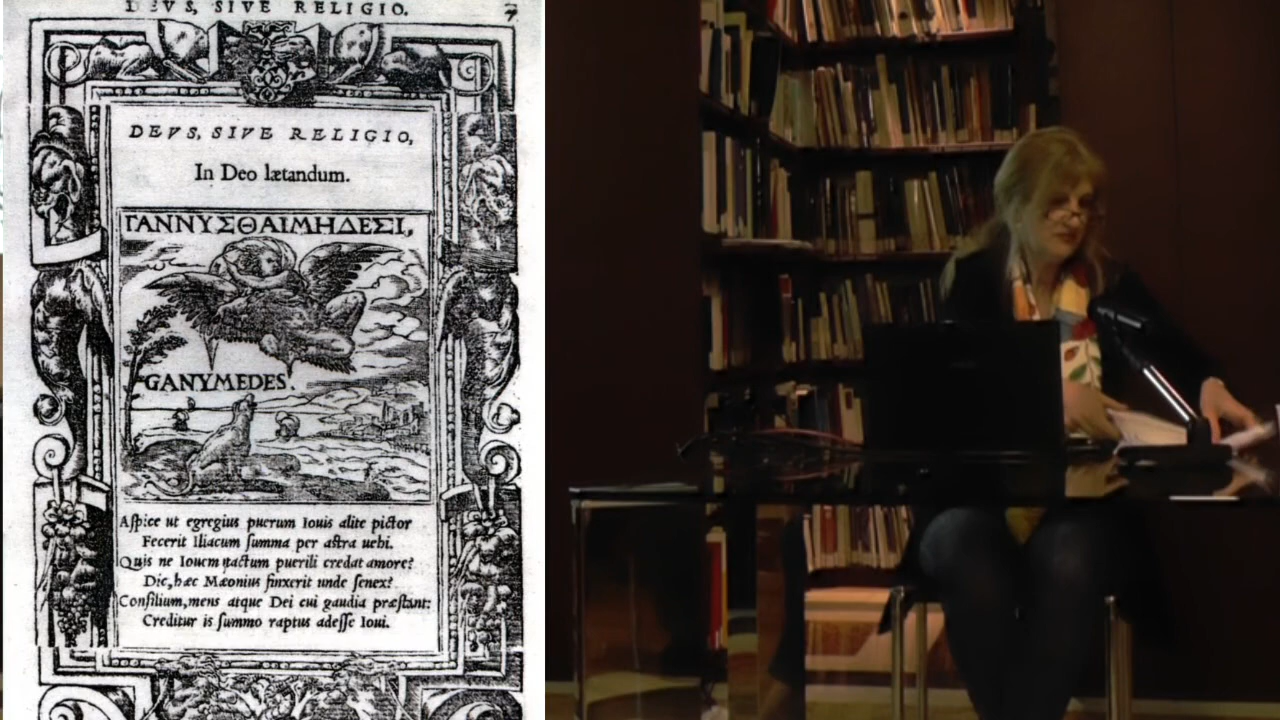 DEVS, SIVE RELIGIO.
7
DEVS, SIVE RELIGIO,
In Deo lætandum.
ΓΑΝΝΥΣΘΑΙΜΗΔΕΣΙ,
GANYMEDES.
Aſpice ut egregius puerum Iouis alite pictor
Fecerit Iliacum ſumma per aſtra uehi.
Quis ne Iouem tactum puerili credat amore?
Dic, hæc Mæonius finxerit unde ſenex?
Conſilium, mens atque Dei cui gaudia præſtant:
Creditur is ſummo raptus adeſſe Ioui.